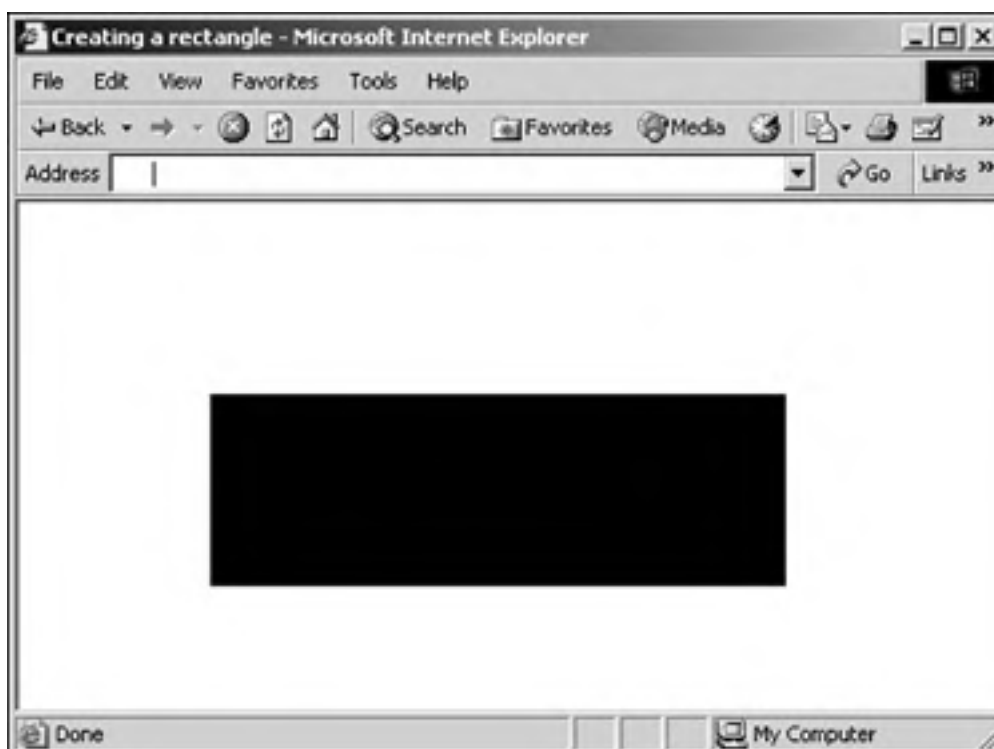 Creating a rectangle - Microsoft Internet Explorer
File Edit View Favorites Tools Help
Back Search Favorites Media »
Address Go Links »
Done My Computer